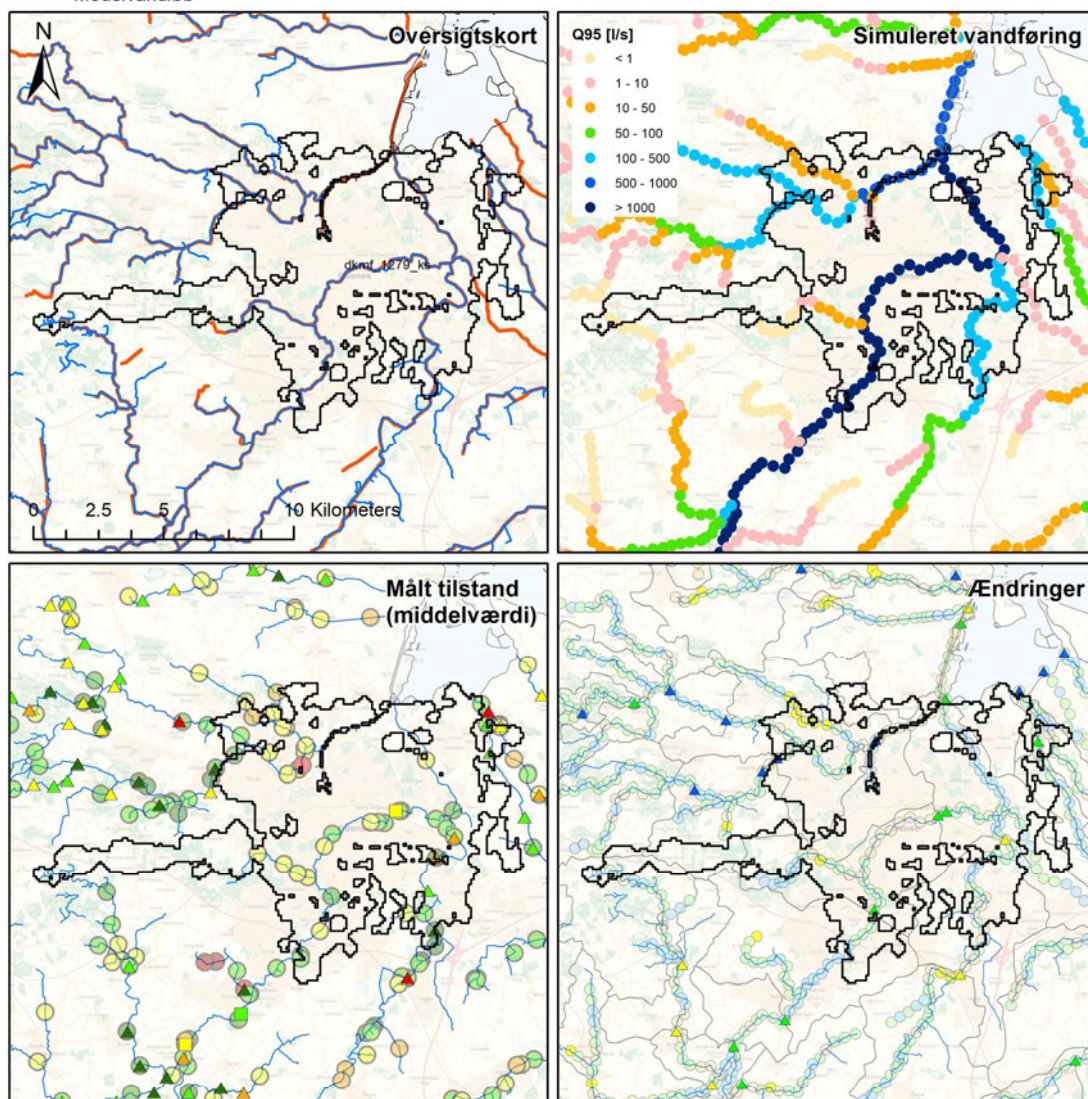 Oversigtskort
N
dkmf_1279_ks
0 2.5 5 10 Kilometers
Simuleret vandføring
Q95 [l/s]
< 1
1 - 10
10 - 50
50 - 100
100 - 500
500 - 1000
> 1000
Målt tilstand
(middelværdi)
Ændringer